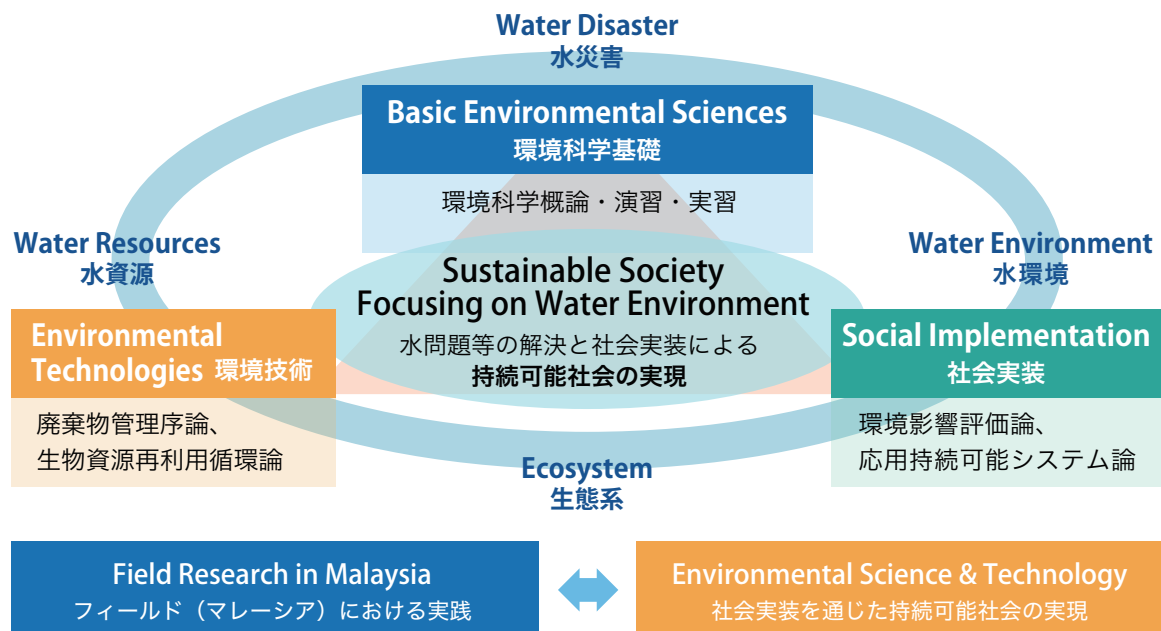 Water Disaster
水災害
Basic Environmental Sciences
環境科学基礎
環境科学概論・演習・実習
Water Resources
水資源
Water Environment
水環境
Sustainable Society
Focusing on Water Environment
水問題等の解決と社会実装による
持続可能社会の実現
Environmental
Technologies 環境技術
廃棄物管理序論、
生物資源再利用循環論
Social Implementation
社会実装
環境影響評価論、
応用持続可能システム論
Ecosystem
生態系
Field Research in Malaysia
フィールド（マレーシア）における実践
Environmental Science & Technology
社会実装を通じた持続可能社会の実現